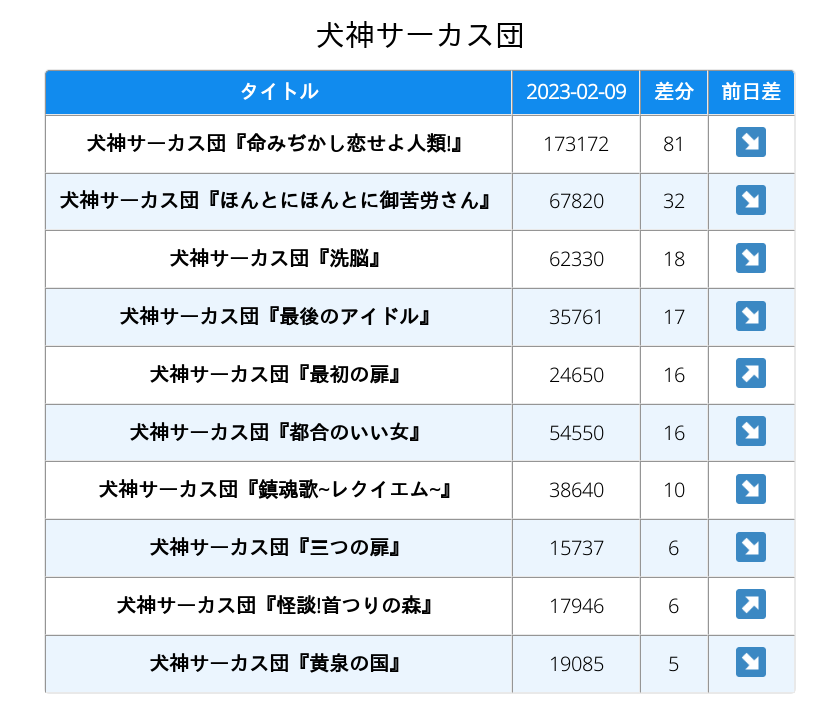 犬神サーカス団
タイトル 2023-02-09 差分 前日差
犬神サーカス団『命みぢかし恋せよ人類!』 173172 81 ↘
犬神サーカス団『ほんとにほんとに御苦労さん』 67820 32 ↘
犬神サーカス団『洗脳』 62330 18 ↘
犬神サーカス団『最後のアイドル』 35761 17 ↘
犬神サーカス団『最初の扉』 24650 16 ↗
犬神サーカス団『都合のいい女』 54550 16 ↘
犬神サーカス団『鎮魂歌~レクイエム~』 38640 10 ↘
犬神サーカス団『三つの扉』 15737 6 ↘
犬神サーカス団『怪談!首つりの森』 17946 6 ↗
犬神サーカス団『黄泉の国』 19085 5 ↘